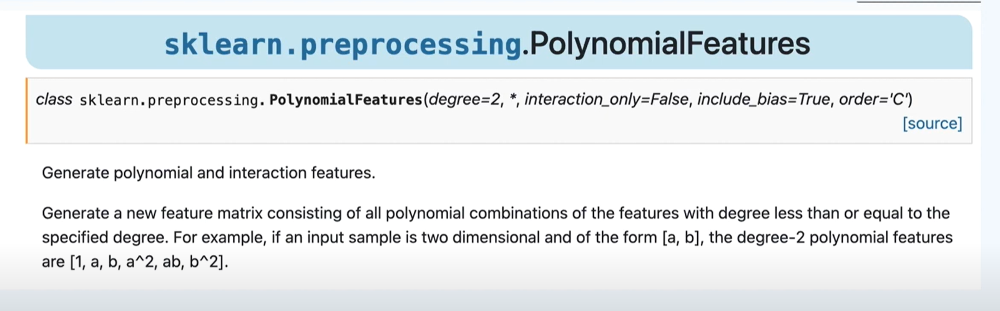 sklearn.preprocessing.PolynomialFeatures
class sklearn.preprocessing.PolynomialFeatures(degree=2, *, interaction_only=False, include_bias=True, order='C')
[source]
Generate polynomial and interaction features.
Generate a new feature matrix consisting of all polynomial combinations of the features with degree less than or equal to the
specified degree. For example, if an input sample is two dimensional and of the form [a, b], the degree-2 polynomial features
are [1, a, b, a^2, ab, b^2].